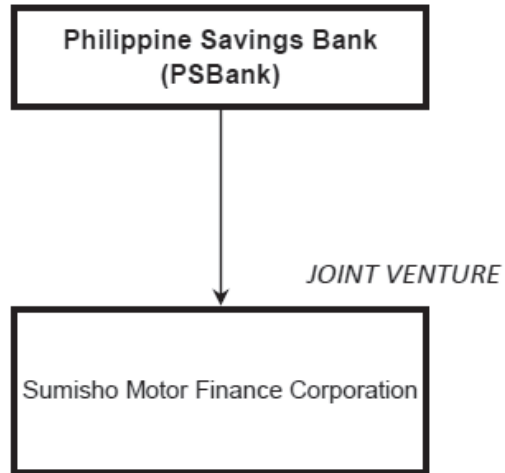 Philippine Savings Bank
(PSBank)
JOINT VENTURE
Sumisho Motor Finance Corporation